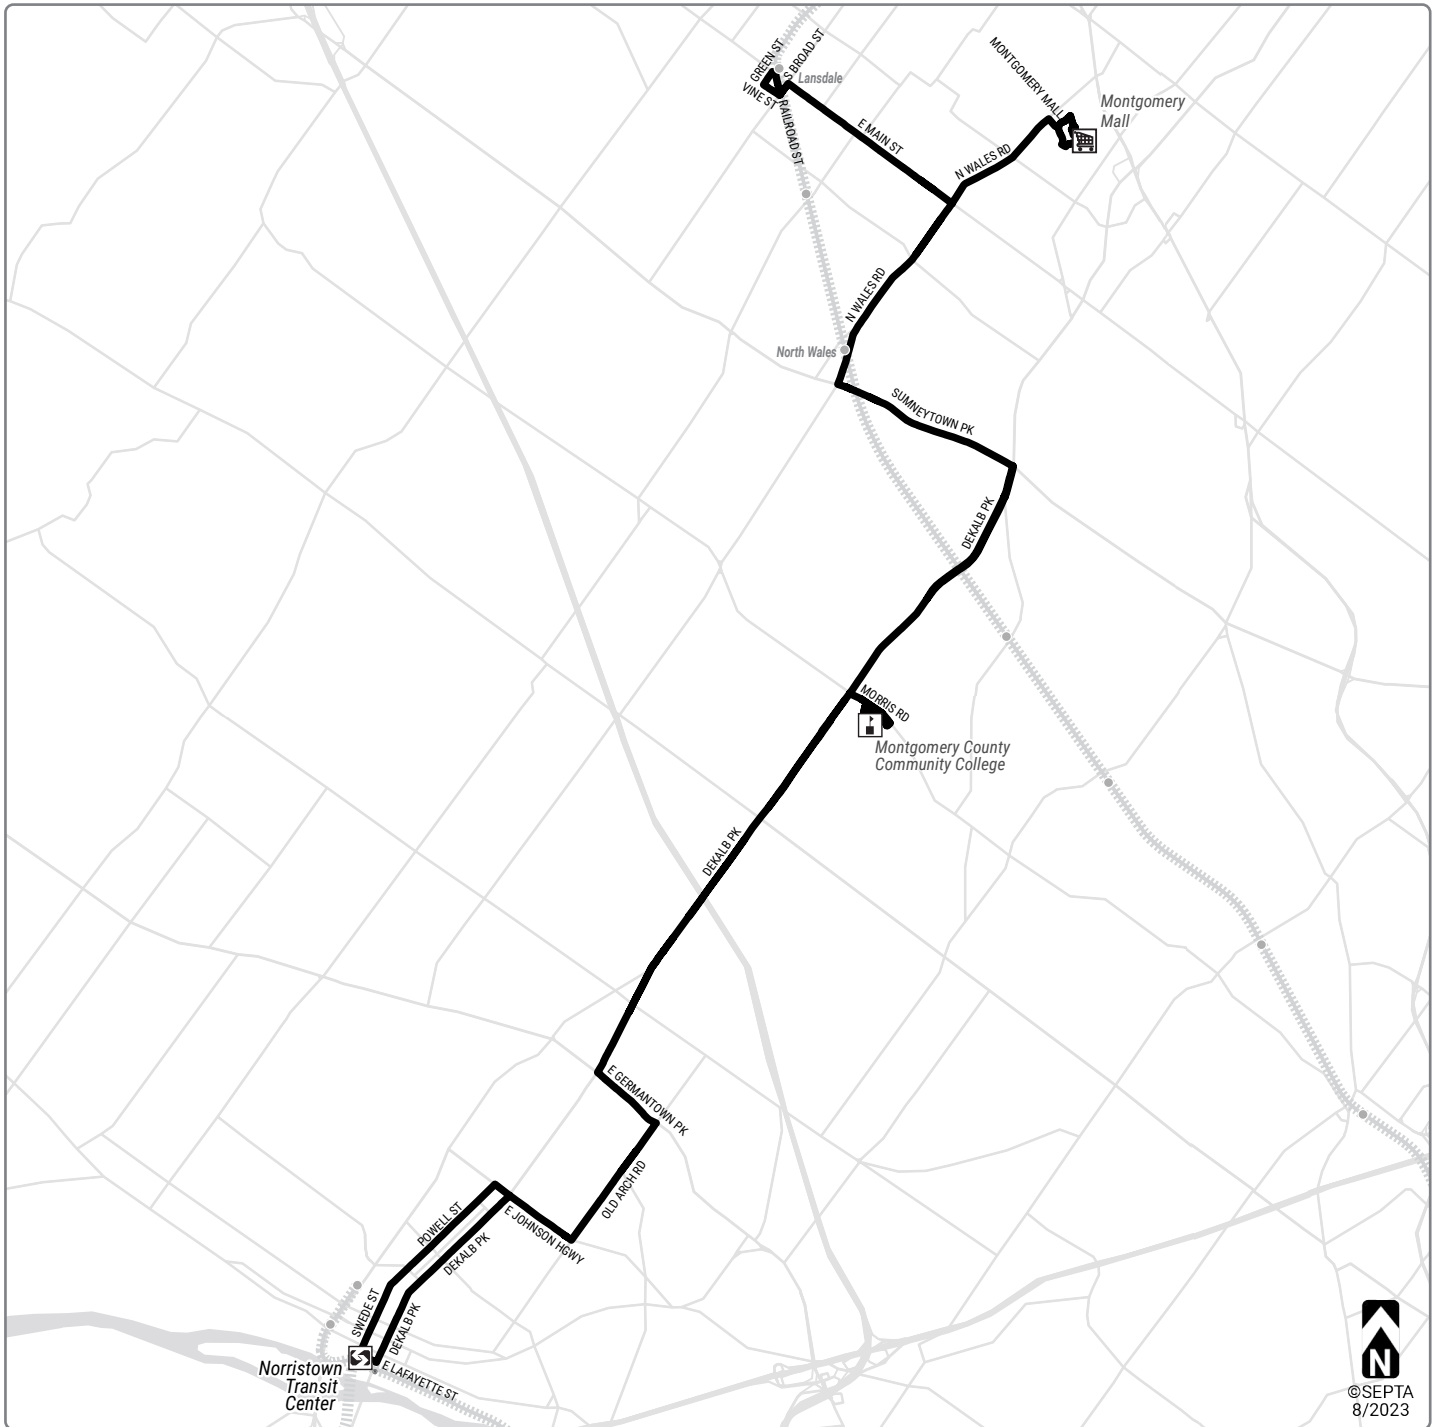 GREEN ST
S BROAD ST
Lansdale
VINE ST
RAILROAD ST
E MAIN ST
MONTGOMERY MALL
Montgomery
Mall
N WALES RD
N WALES RD
North Wales
SUMNEYTOWN PK
DEKALB PK
MORRIS RD
Montgomery County
Community College
DEKALB PK
E GERMANTOWN PK
OLD ARCH RD
POWELL ST
E JOHNSON HGWY
DEKALB PK
SWEDE ST
DEKALB PK
E LAFAYETTE ST
Norristown
Transit
Center
N
©SEPTA
8/2023